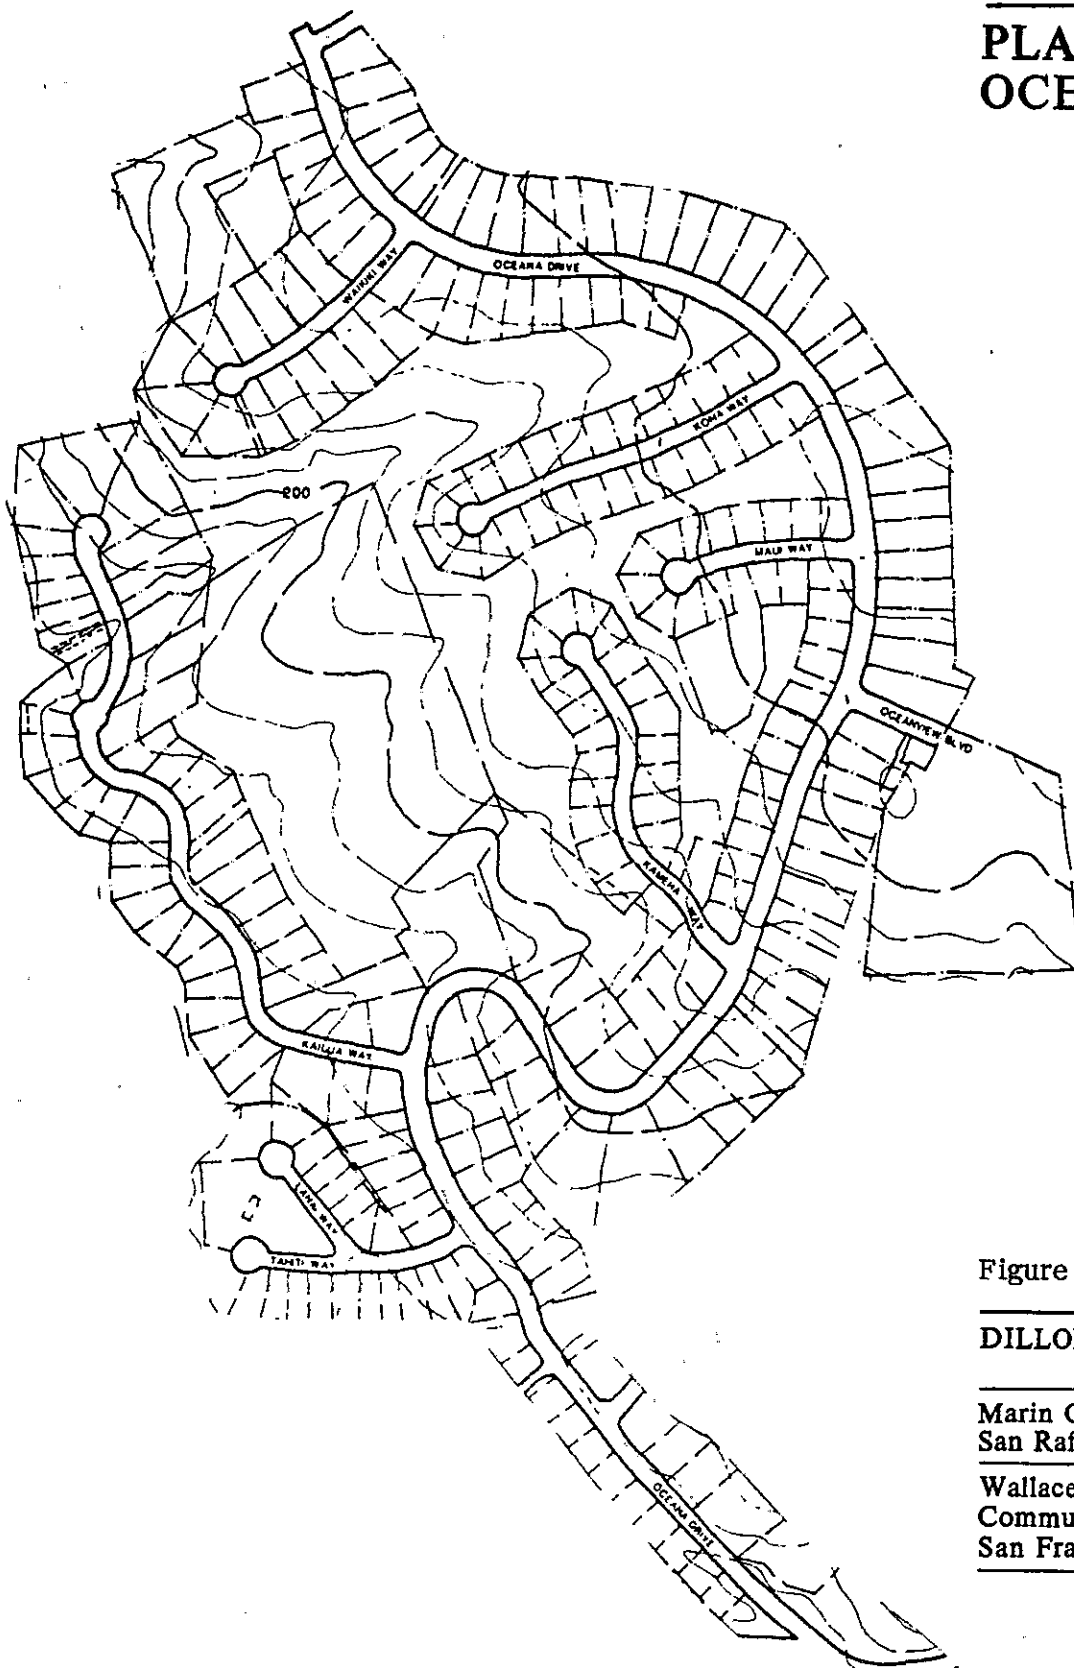 PLA
OCE
OCEANA DRIVE
WAIKIKI WAY
KONA WAY
200
MAUI WAY
OCEANVIEW BLVD
KAMEHA WAY
KAILUA WAY
LANAI WAY
TAHITI WAY
OCEANA DRIVE
Figure
DILLO
Marin C
San Raf
Wallace
Commu
San Fra